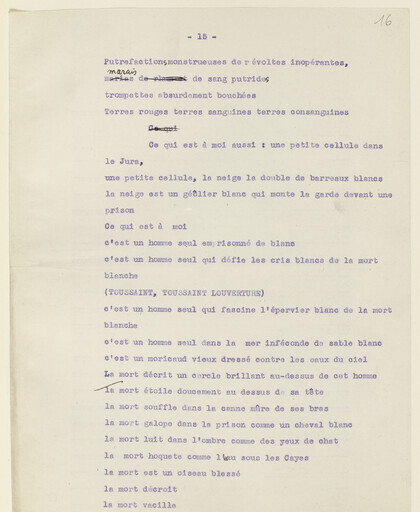 16
- 15 -
Putrefactions monstrueuses de révoltes inopérantes,
marais de sang putrides
trompettes absurdement bouchées
Terres rouges terres sanguines terres consanguines
Ce qui
Ce qui est à moi aussi : une petite cellule dans
le Jura,
une petite cellule, la neige la double de barreaux blancs
la neige est un geôlier blanc qui monte la garde devant une
prison
Ce qui est à moi
c'est un homme seul emprisonné de blanc
c'est un homme seul qui défie les cris blancs de la mort
blanche
(TOUSSAINT, TOUSSAINT LOUVERTURE)
c'est un homme seul qui fascine l'épervier blanc de la mort
blanche
c'est un homme seul dans la mer inféconde de sable blanc
c'est un moricaud vieux dressé contre les eaux du ciel
La mort décrit un cercle brillant au-dessus de cet homme
la mort étoile doucement au dessus de sa tête
la mort souffle dans la canne mûre de ses bras
la mort galope dans la prison comme un cheval blanc
la mort luit dans l'ombre comme des yeux de chat
la mort hoquete comme l'eau sous les Cayes
la mort est un oiseau blessé
la mort décroit
la mort vacille